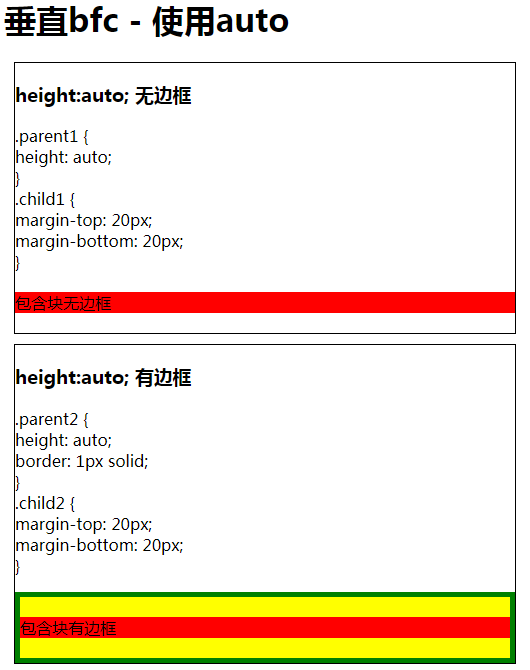 垂直bfc - 使用auto
height:auto; 无边框
.parent1 {
height: auto;
}
.child1 {
margin-top: 20px;
margin-bottom: 20px;
}
包含块无边框
height:auto; 有边框
.parent2 {
height: auto;
border: 1px solid;
}
.child2 {
margin-top: 20px;
margin-bottom: 20px;
}
包含块有边框